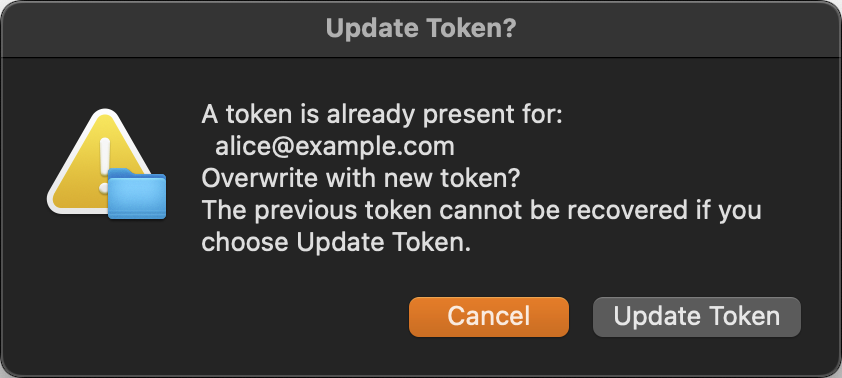 Update Token?
A token is already present for:
alice@example.com
Overwrite with new token?
The previous token cannot be recovered if you
choose Update Token.
Cancel
Update Token